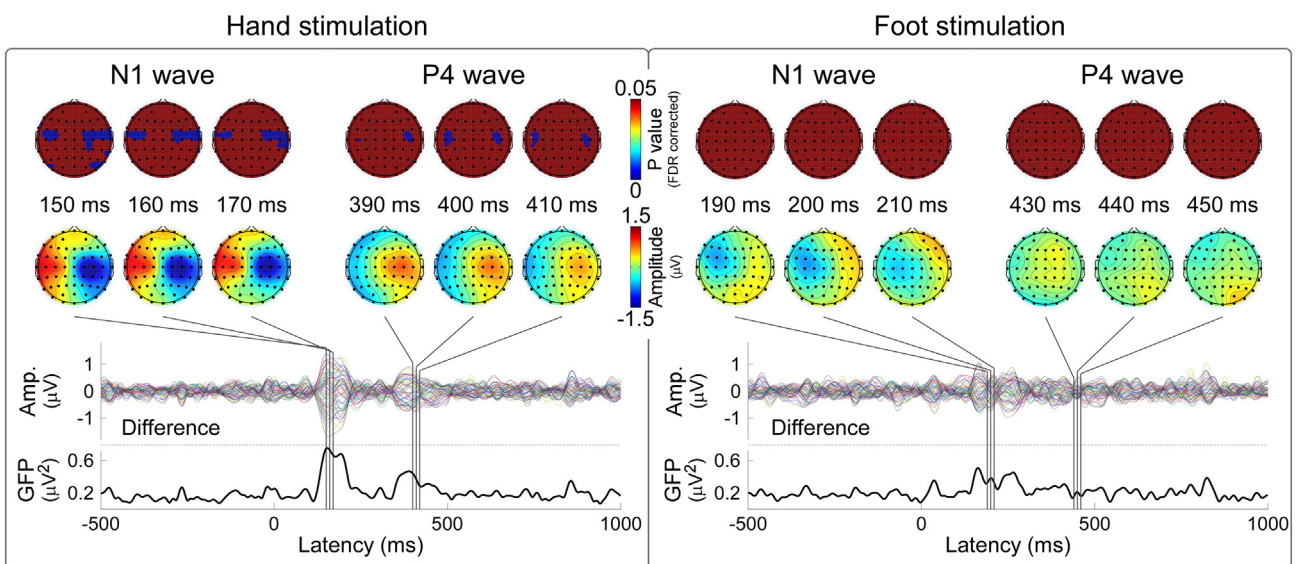 Hand stimulation
Foot stimulation
N1 wave
P4 wave
0.05
P value
(FDR corrected)
0
N1 wave
P4 wave
150 ms 160 ms 170 ms
390 ms 400 ms 410 ms
190 ms 200 ms 210 ms
430 ms 440 ms 450 ms
1.5
Amplitude
(μV)
-1.5
Amp.
(μV)
1
0
-1
Difference
GFP
(μV²)
0.6
0.2
-500 0 500 1000
Latency (ms)
Amp.
(μV)
1
0
-1
Difference
GFP
(μV²)
0.6
0.2
-500 0 500 1000
Latency (ms)